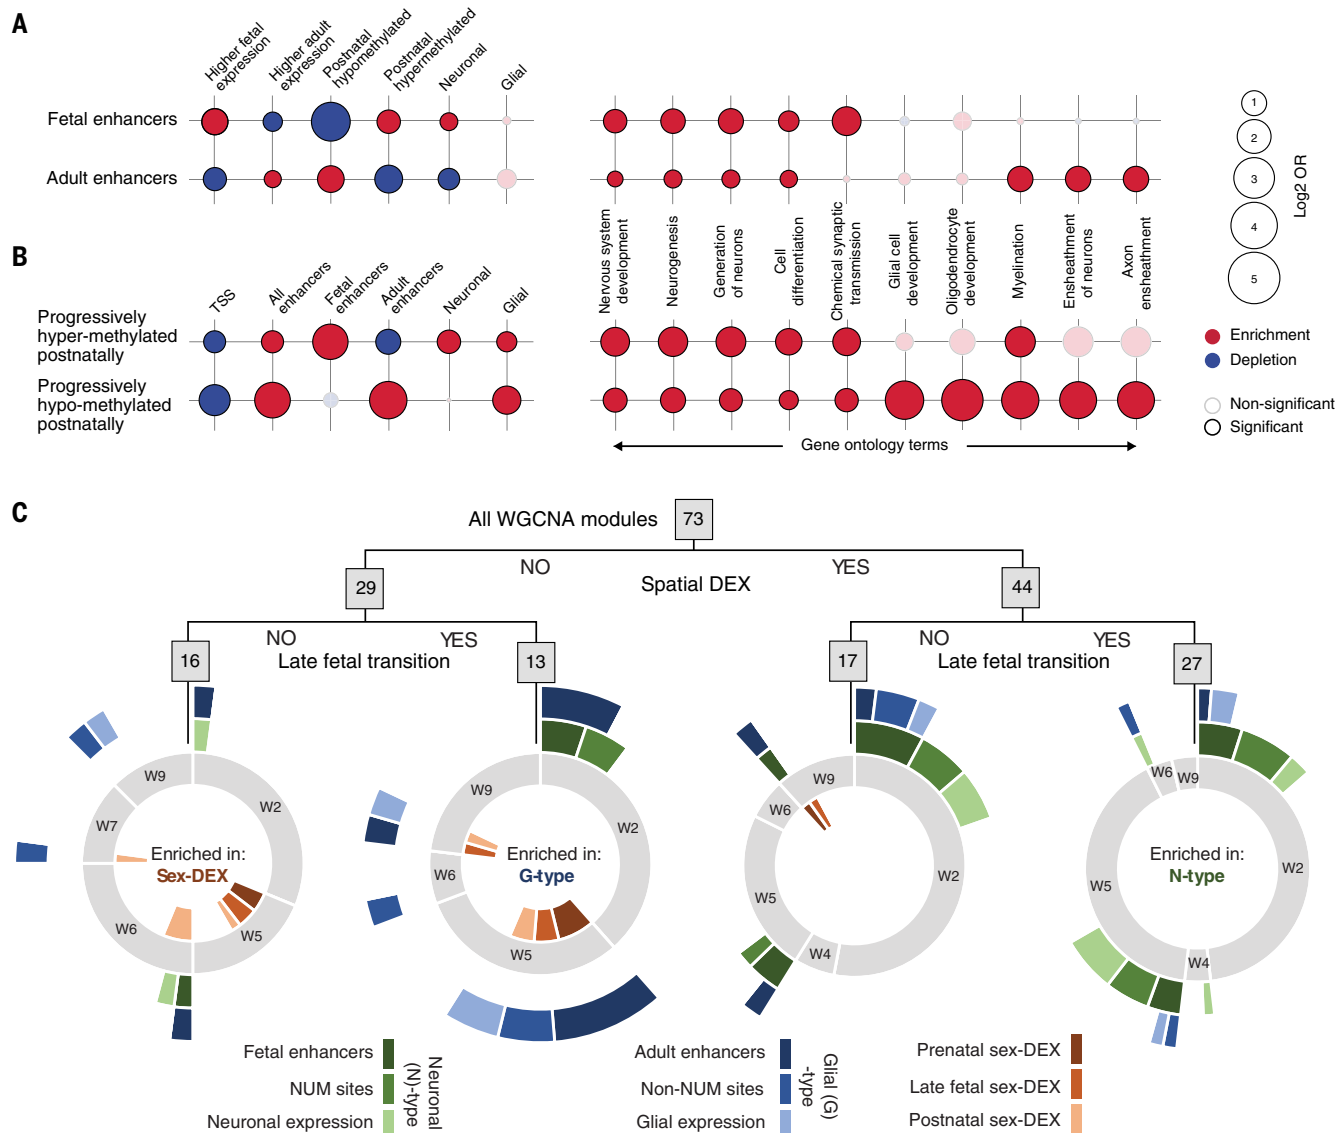 A
Higher fetal
expression
Higher adult
expression
Postnatal
hypomethylated
Postnatal
hypermethylated
Neuronal
Glial
Fetal enhancers
Adult enhancers
1
2
3
4
5
Log2 OR
Nervous system
development
Neurogenesis
Generation
of neurons
Cell
differentiation
Chemical synaptic
transmission
Glial cell
development
Oligodendrocyte
development
Myelination
Ensheathment
of neurons
Axon
ensheathment
B
TSS
All
enhancers
Fetal
enhancers
Adult
enhancers
Neuronal
Glial
Progressively
hyper-methylated
postnatally
Progressively
hypo-methylated
postnatally
Enrichment
Depletion
Non-significant
Significant
Gene ontology terms
C
All WGCNA modules
73
NO
Spatial DEX
YES
29
44
NO
YES
Late fetal transition
16
13
NO
YES
Late fetal transition
17
27
W9
W2
W7
W6
W5
Enriched in:
Sex-DEX
W9
W2
W6
W5
Enriched in:
G-type
W9
W6
W2
W5
W4
W6
W9
W2
W5
W4
Enriched in:
N-type
Fetal enhancers
NUM sites
Neuronal expression
Neuronal
(N)-type
Adult enhancers
Non-NUM sites
Glial expression
Glial (G)
-type
Prenatal sex-DEX
Late fetal sex-DEX
Postnatal sex-DEX